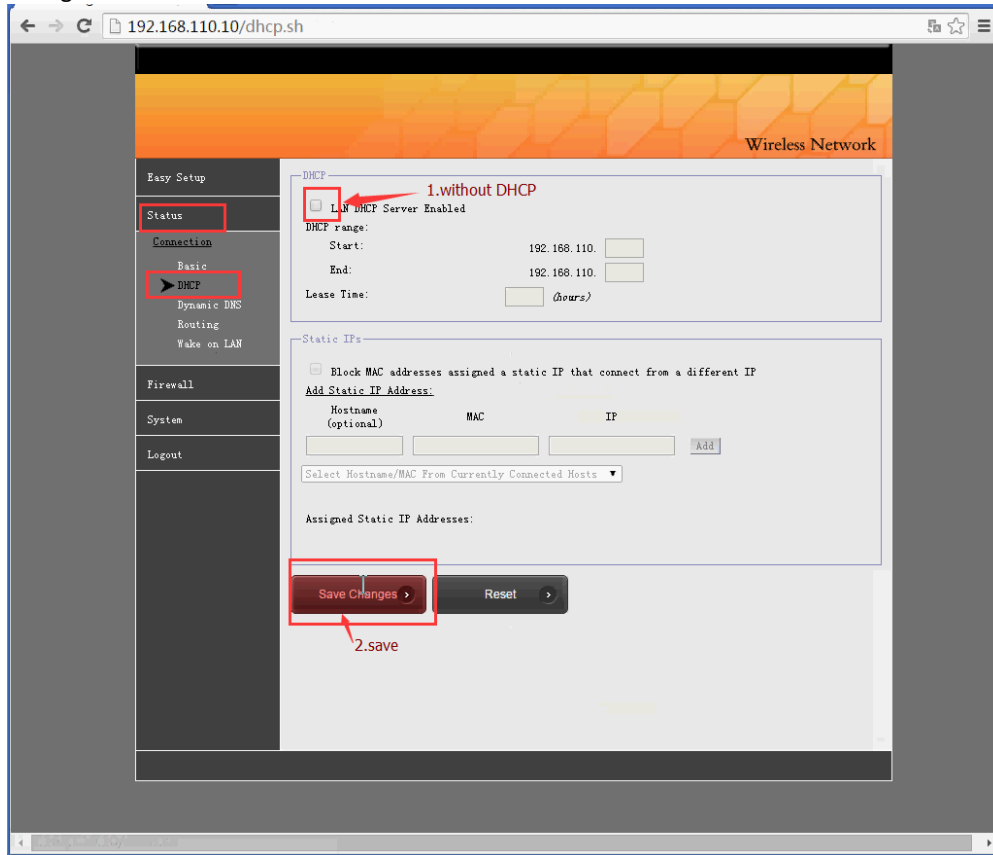 192.168.110.10/dhcp.sh
Wireless Network
Easy Setup
Status
Connection
Basic
DHCP
Dynamic DNS
Routing
Wake on LAN
Firewall
System
Logout
DHCP
1.without DHCP
LAN DHCP Server Enabled
DHCP range:
Start: 192.168.110.
End: 192.168.110.
Lease Time: (hours)
Static IPs
Block MAC addresses assigned a static IP that connect from a different IP
Add Static IP Address:
Hostname MAC IP
(optional)
Add
Select Hostname/MAC From Currently Connected Hosts
Assigned Static IP Addresses:
Save Changes Reset
2.save